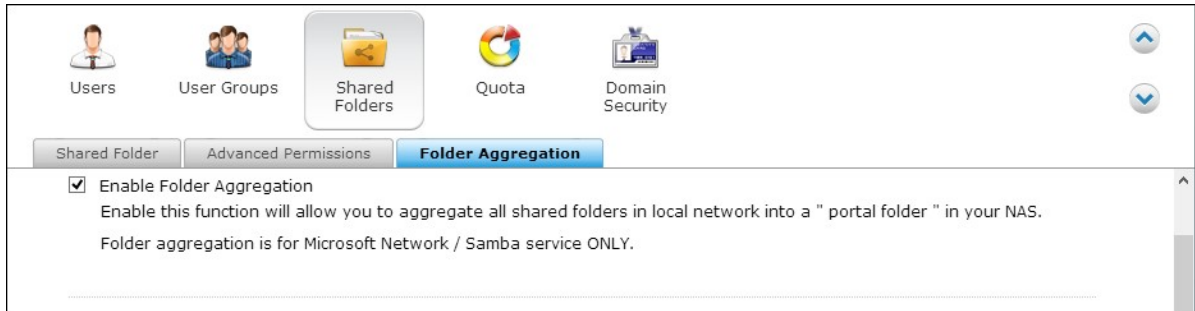 Users
User Groups
Shared
Folders
Quota
Domain
Security
Shared Folder
Advanced Permissions
Folder Aggregation
Enable Folder Aggregation
Enable this function will allow you to aggregate all shared folders in local network into a " portal folder " in your NAS.
Folder aggregation is for Microsoft Network / Samba service ONLY.